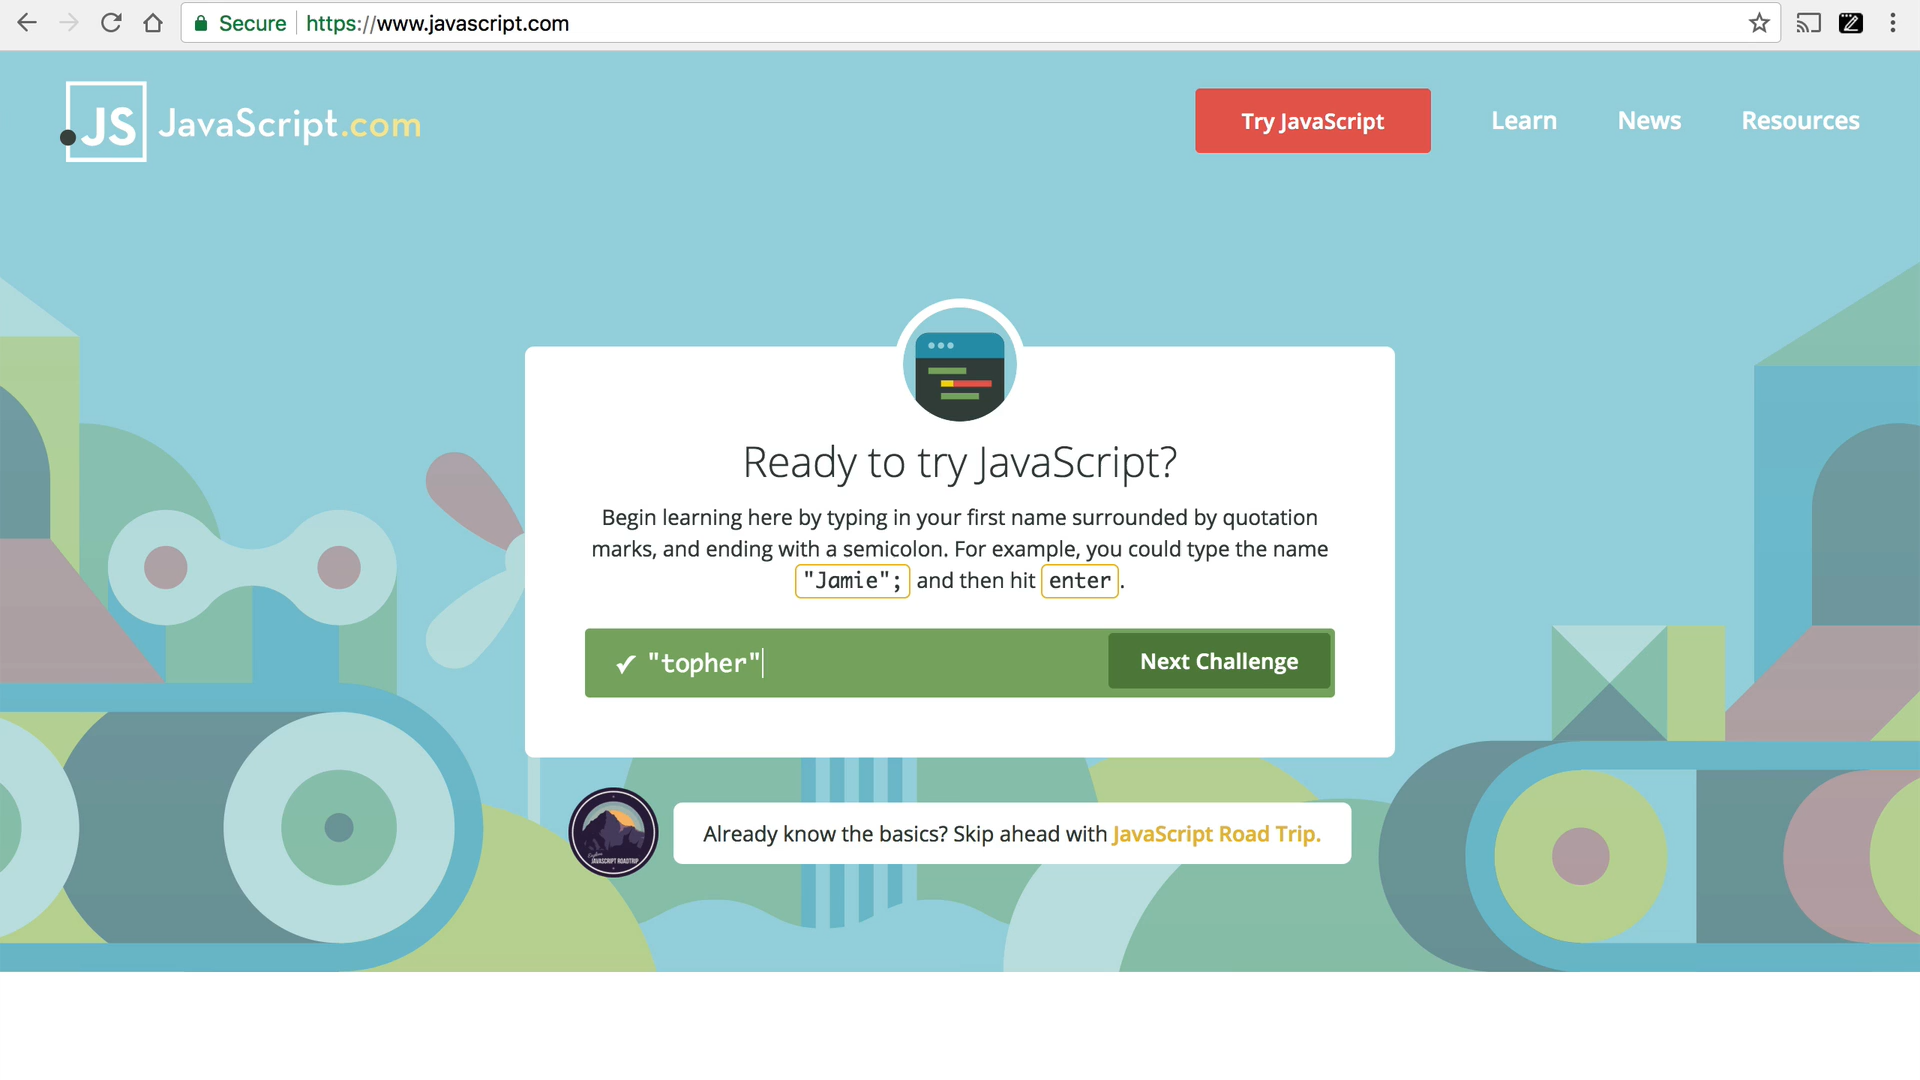 Secure https://www.javascript.com
JS JavaScript.com
Try JavaScript
Learn
News
Resources
Ready to try JavaScript?
Begin learning here by typing in your first name surrounded by quotation
marks, and ending with a semicolon. For example, you could type the name
"Jamie"; and then hit enter.
✔ "topher"
Next Challenge
JAVASCRIPT ROADTRIP
Already know the basics? Skip ahead with JavaScript Road Trip.